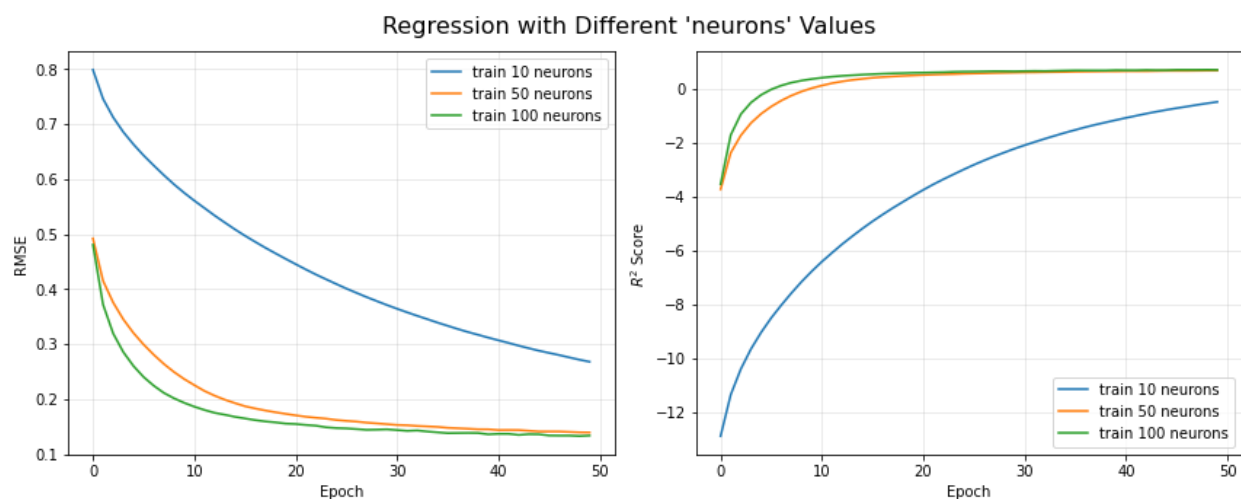 Regression with Different 'neurons' Values
0.8
0.7
0.6
0.5
0.4
0.3
0.2
0.1
RMSE
train 10 neurons
train 50 neurons
train 100 neurons
0 10 20 30 40 50
Epoch
0
−2
−4
−6
−8
−10
−12
R² Score
train 10 neurons
train 50 neurons
train 100 neurons
0 10 20 30 40 50
Epoch